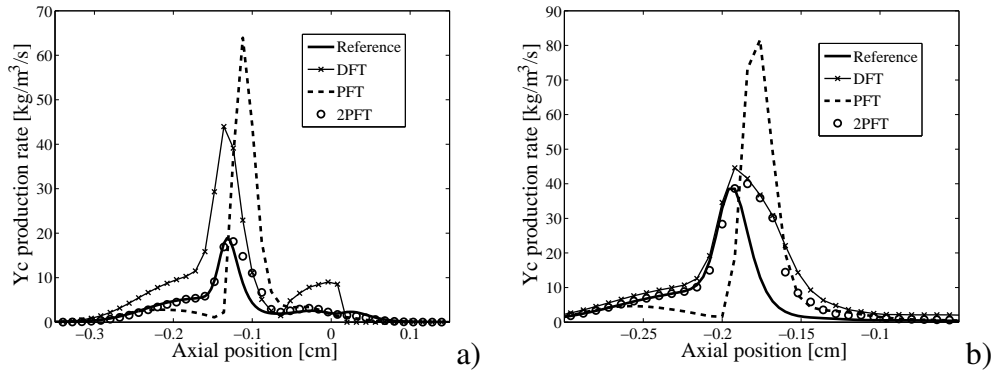 70
60
50
40
30
20
10
0
−0.3
−0.2
−0.1
0
0.1
Yc production rate [kg/m³/s]
Axial position [cm]
Reference
DFT
PFT
2PFT
a)
90
80
70
60
50
40
30
20
10
0
−0.25
−0.2
−0.15
−0.1
Yc production rate [kg/m³/s]
Axial position [cm]
Reference
DFT
PFT
2PFT
b)